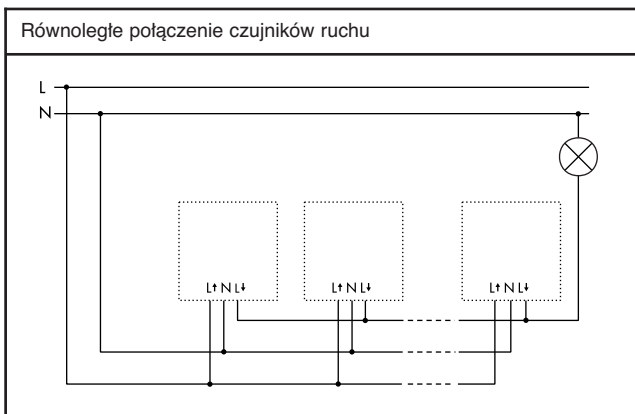 Równoległe połączenie czujników ruchu
L
N
L↑ N L↓ L↑ N L↓ L↑ N L↓